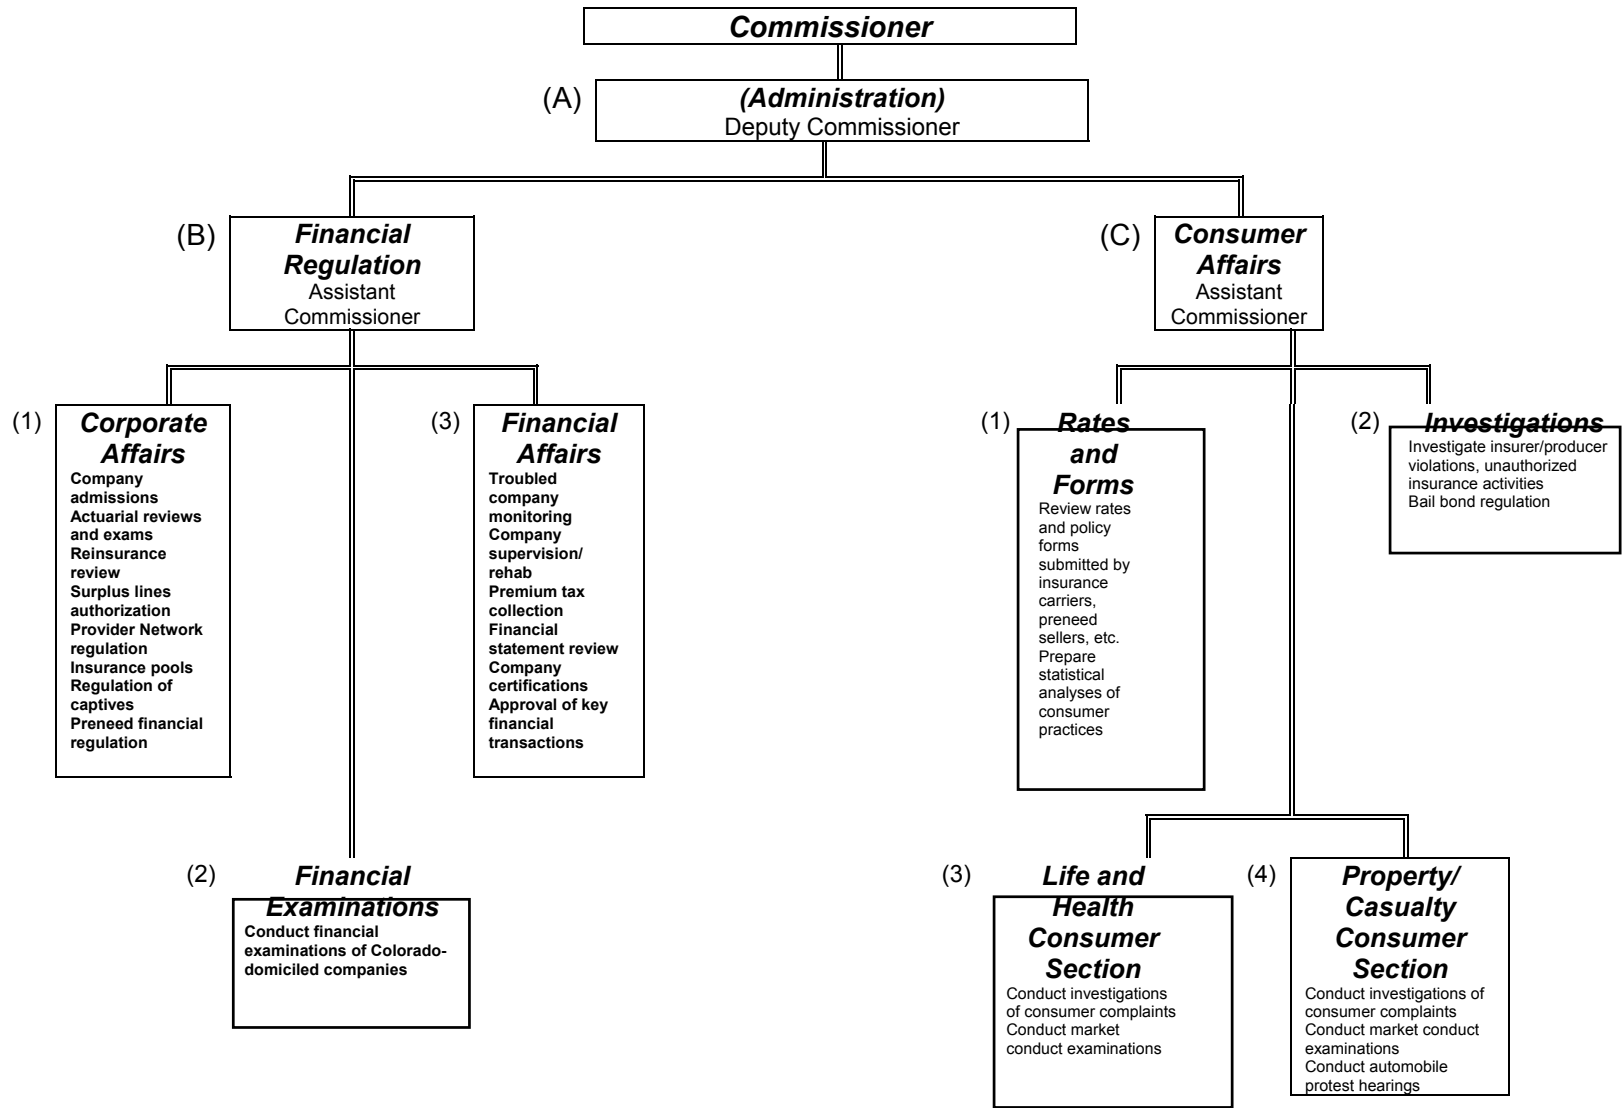 Commissioner
(A)
(Administration)
Deputy Commissioner
(B)
Financial
Regulation
Assistant
Commissioner
(C)
Consumer
Affairs
Assistant
Commissioner
(1)
Corporate
Affairs
Company
admissions
Actuarial reviews
and exams
Reinsurance
review
Surplus lines
authorization
Provider Network
regulation
Insurance pools
Regulation of
captives
Preneed financial
regulation
(3)
Financial
Affairs
Troubled
company
monitoring
Company
supervision/
rehab
Premium tax
collection
Financial
statement review
Company
certifications
Approval of key
financial
transactions
(1)
Rates
and
Forms
Review rates
and policy
forms
submitted by
insurance
carriers,
preneed
sellers, etc.
Prepare
statistical
analyses of
consumer
practices
(2)
Investigations
Investigate insurer/producer
violations, unauthorized
insurance activities
Bail bond regulation
(2)
Financial
Examinations
Conduct financial
examinations of Colorado-
domiciled companies
(3)
Life and
Health
Consumer
Section
Conduct investigations
of consumer complaints
Conduct market
conduct examinations
(4)
Property/
Casualty
Consumer
Section
Conduct investigations of
consumer complaints
Conduct market conduct
examinations
Conduct automobile
protest hearings